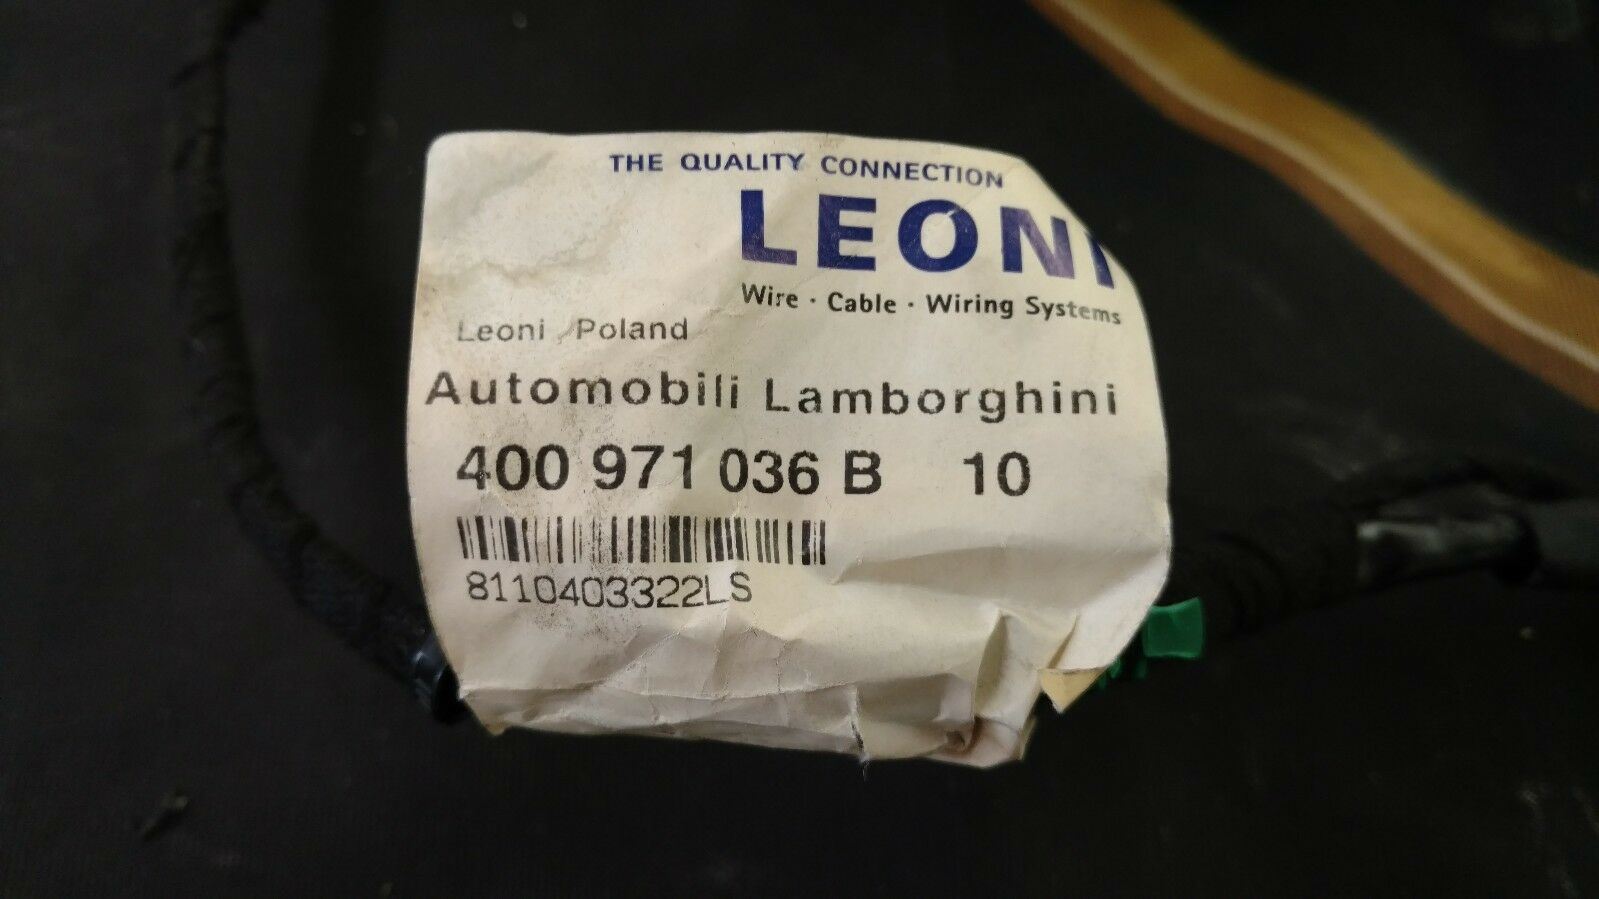 THE QUALITY CONNECTION
LEONI
Wire · Cable · Wiring Systems
Leoni Poland
Automobili Lamborghini
400 971 036 B 10
8110403322LS